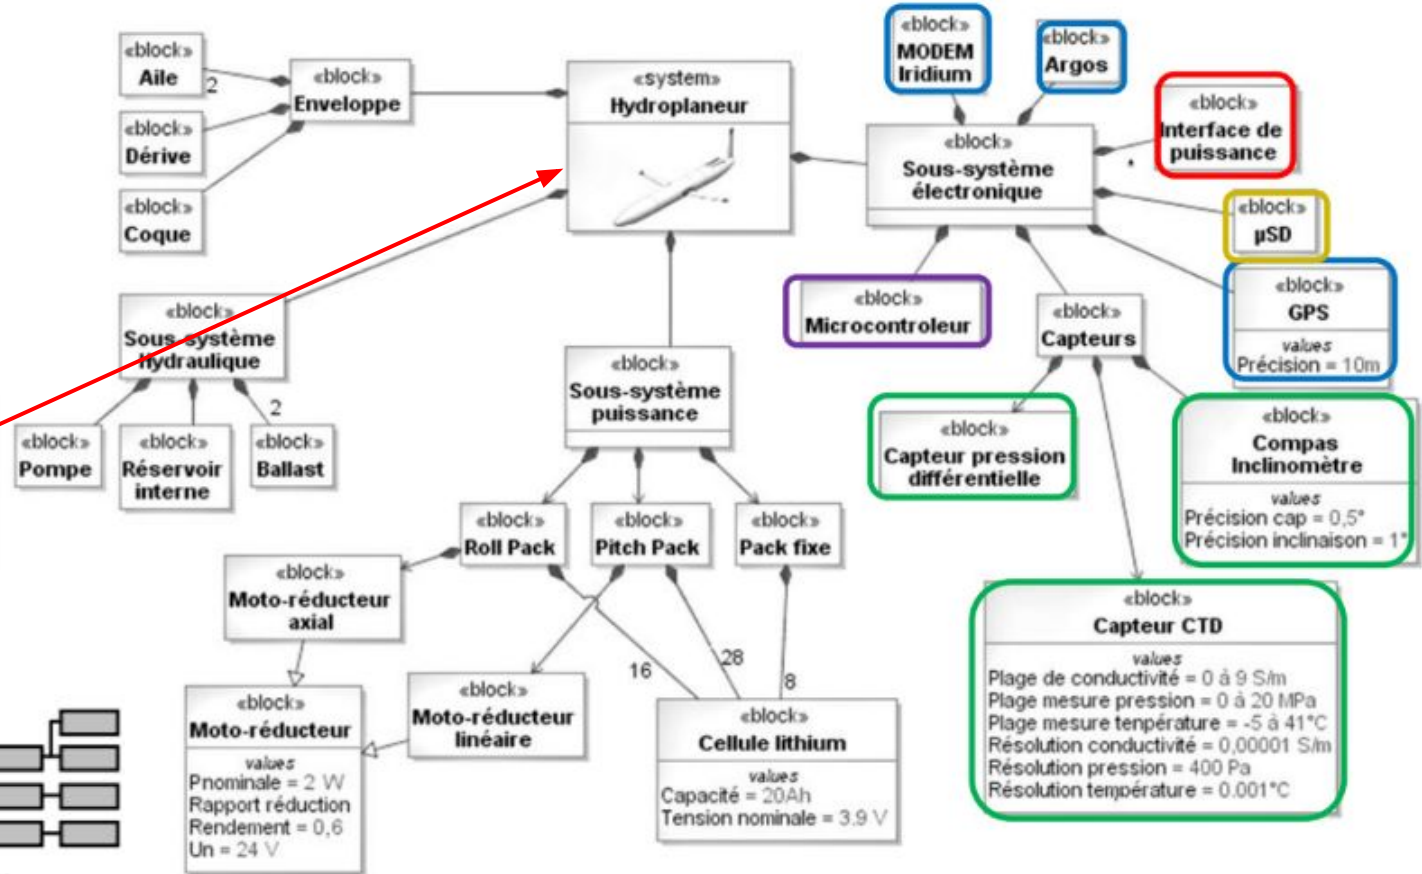 «block»
Aile
2
«block»
Dérive
«block»
Coque
«block»
Enveloppe
«system»
Hydroplaneur
«block»
MODEM
Iridium
«block»
Argos
«block»
Interface de
puissance
*
«block»
Sous-système
électronique
«block»
µSD
«block»
GPS
values
Précision = 10m
«block»
Microcontroleur
«block»
Capteurs
«block»
Sous-système
Hydraulique
2
«block»
Pompe
«block»
Réservoir
interne
«block»
Ballast
«block»
Sous-système
puissance
«block»
Capteur pression
différentielle
«block»
Compas
Inclinomètre
values
Précision cap = 0,5°
Précision inclinaison = 1°
«block»
Roll Pack
«block»
Pitch Pack
«block»
Pack fixe
«block»
Moto-réducteur
axial
16
28
8
«block»
Moto-réducteur
linéaire
«block»
Moto-réducteur
values
Pnominale = 2 W
Rapport réduction
Rendement = 0,6
Un = 24 V
«block»
Cellule lithium
values
Capacité = 20Ah
Tension nominale = 3.9 V
«block»
Capteur CTD
values
Plage de conductivité = 0 à 9 S/m
Plage mesure pression = 0 à 20 MPa
Plage mesure tenpérature = -5 à 41°C
Résolution conductivité = 0,00001 S/m
Résolution pression = 400 Pa
Résolution température = 0.001°C